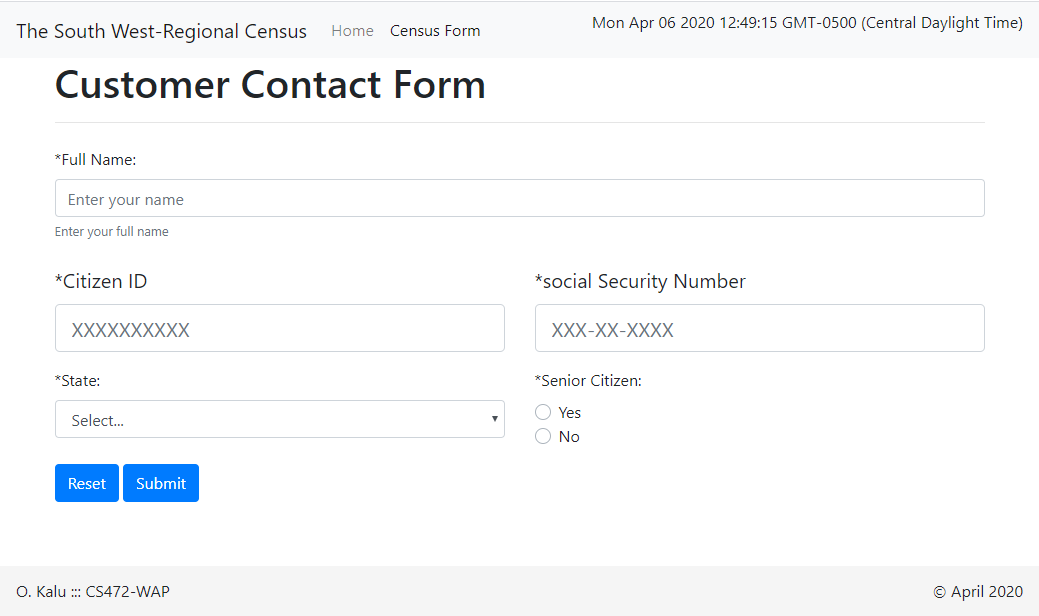 The South West-Regional Census Home Census Form Mon Apr 06 2020 12:49:15 GMT-0500 (Central Daylight Time)
Customer Contact Form
*Full Name:
Enter your name
Enter your full name
*Citizen ID *social Security Number
XXXXXXXXXX XXX-XX-XXXX
*State: *Senior Citizen:
Select... Yes
No
Reset Submit
O. Kalu ::: CS472-WAP © April 2020